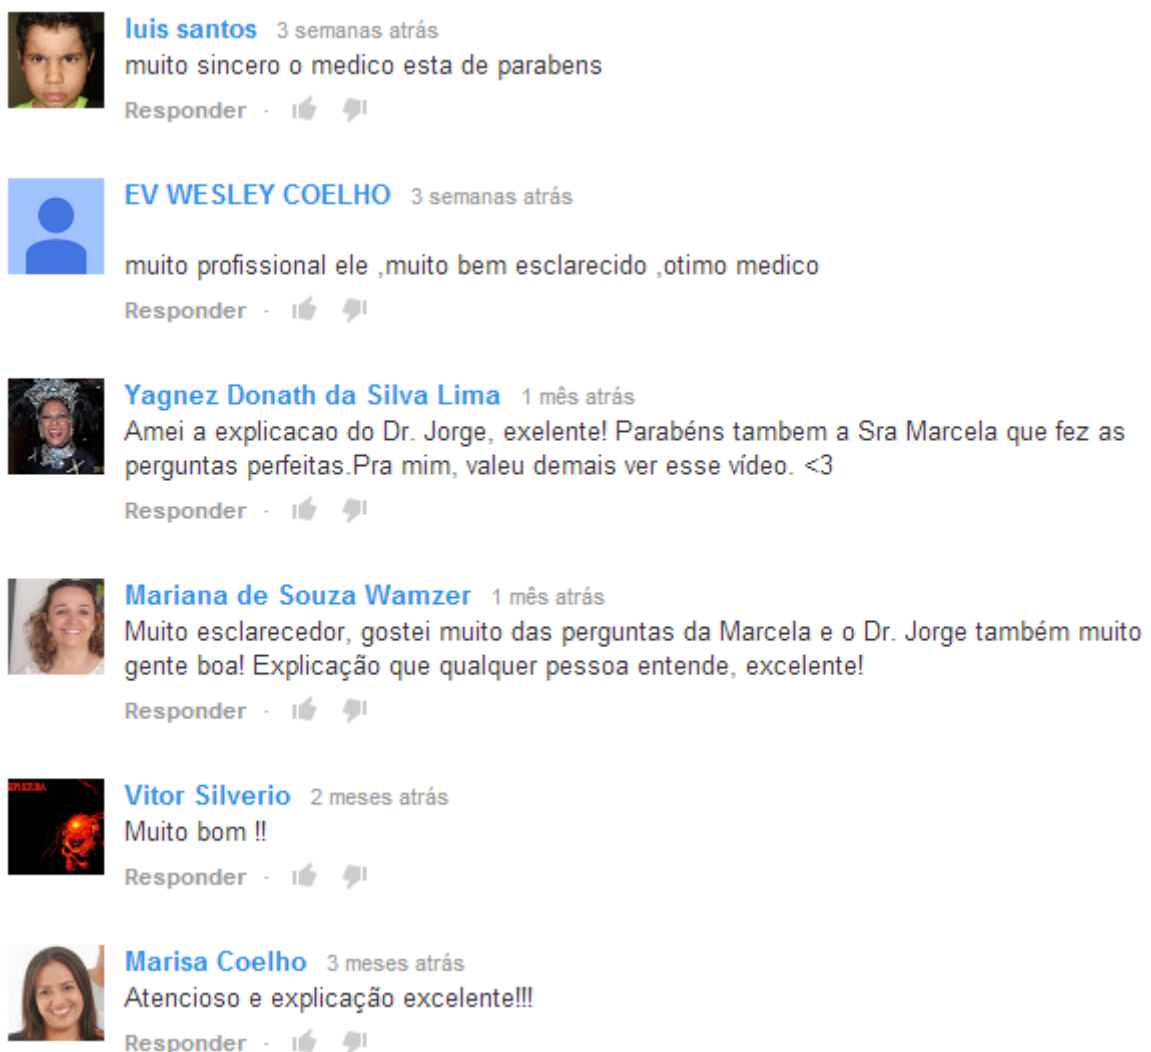 luis santos 3 semanas atrás
muito sincero o medico esta de parabens
Responder ·
EV WESLEY COELHO 3 semanas atrás
muito profissional ele ,muito bem esclarecido ,otimo medico
Responder ·
Yagnez Donath da Silva Lima 1 mês atrás
Amei a explicacao do Dr. Jorge, exelente! Parabéns tambem a Sra Marcela que fez as
perguntas perfeitas.Pra mim, valeu demais ver esse vídeo. <3
Responder ·
Mariana de Souza Wamzer 1 mês atrás
Muito esclarecedor, gostei muito das perguntas da Marcela e o Dr. Jorge também muito
gente boa! Explicação que qualquer pessoa entende, excelente!
Responder ·
Vitor Silverio 2 meses atrás
Muito bom !!
Responder ·
Marisa Coelho 3 meses atrás
Atencioso e explicação excelente!!!
Responder ·